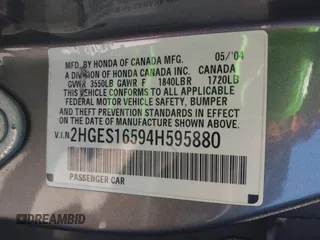 MFD. BY HONDA OF CANADA MFG. 05/'04
A DIVISION OF HONDA CANADA INC. CANADA
GVWR 3550LB GAWR F 1840LB R 1720LB
THIS VEHICLE CONFORMS TO ALL APPLICABLE
FEDERAL MOTOR VEHICLE SAFETY, BUMPER
AND THEFT PREVENTION STANDARDS
IN EFFECT ON THE DATE OF MANUFACTURE
SHOWN ABOVE.
V.I.N. 2HGES16594H595880
PASSENGER CAR
DREAMBID